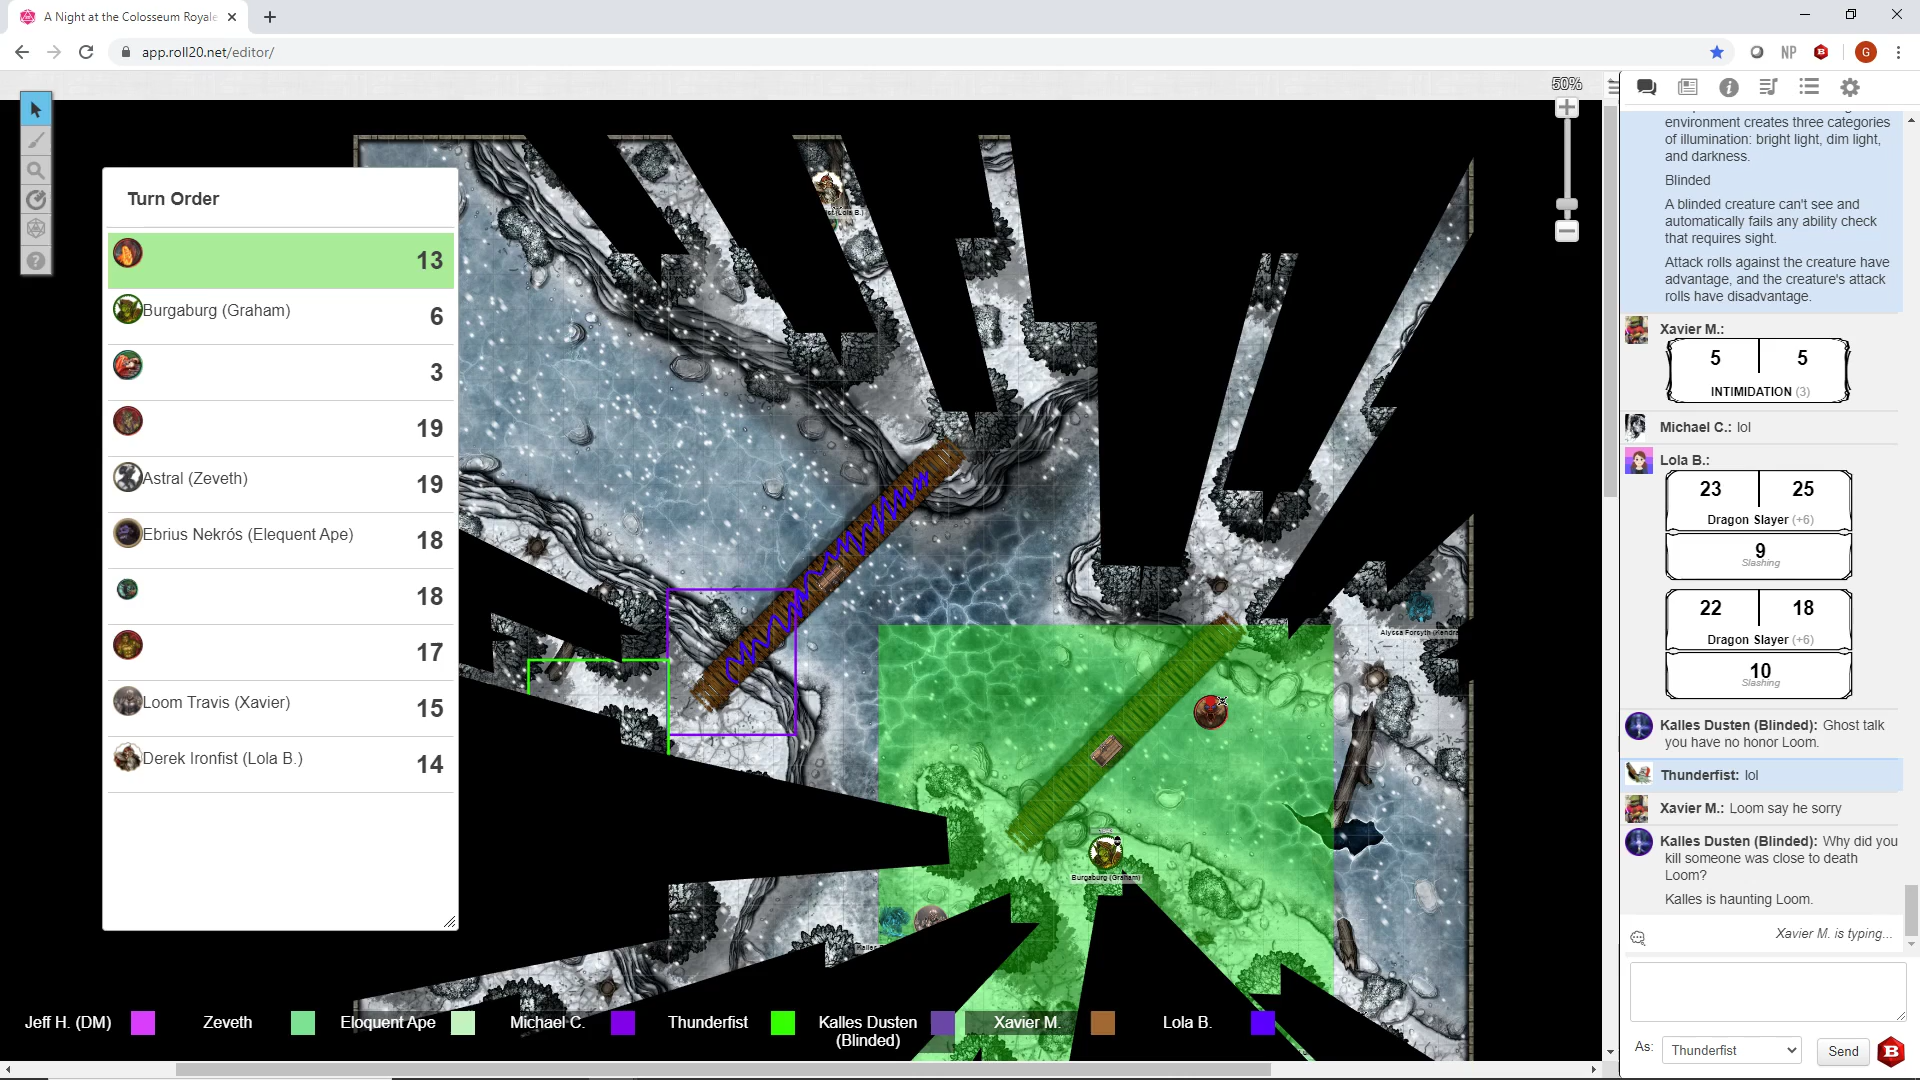 A Night at the Colosseum Royale
app.roll20.net/editor/
NP
G
50%
Turn Order
13
Burgaburg (Graham)
6
3
19
Astral (Zeveth)
19
Ebrius Nekrós (Elequent Ape)
18
18
17
Loom Travis (Xavier)
15
Derek Ironfist (Lola B.)
14
ist (Lola B.)
Alyssa Forsyth (Kendra
Burgaburg (Graham)
Jeff H. (DM)
Zeveth
Eloquent Ape
Michael C.
Thunderfist
Kalles Dusten
(Blinded)
Xavier M.
Lola B.
environment creates three categories
of illumination: bright light, dim light,
and darkness.
Blinded
A blinded creature can't see and
automatically fails any ability check
that requires sight.
Attack rolls against the creature have
advantage, and the creature's attack
rolls have disadvantage.
Xavier M.:
5 5
INTIMIDATION (3)
Michael C.: lol
Lola B.:
23 25
Dragon Slayer (+6)
9
Slashing
22 18
Dragon Slayer (+6)
10
Slashing
Kalles Dusten (Blinded): Ghost talk
you have no honor Loom.
Thunderfist: lol
Xavier M.: Loom say he sorry
Kalles Dusten (Blinded): Why did you
kill someone was close to death
Loom?
Kalles is haunting Loom.
Xavier M. is typing...
As:
Thunderfist
Send
B